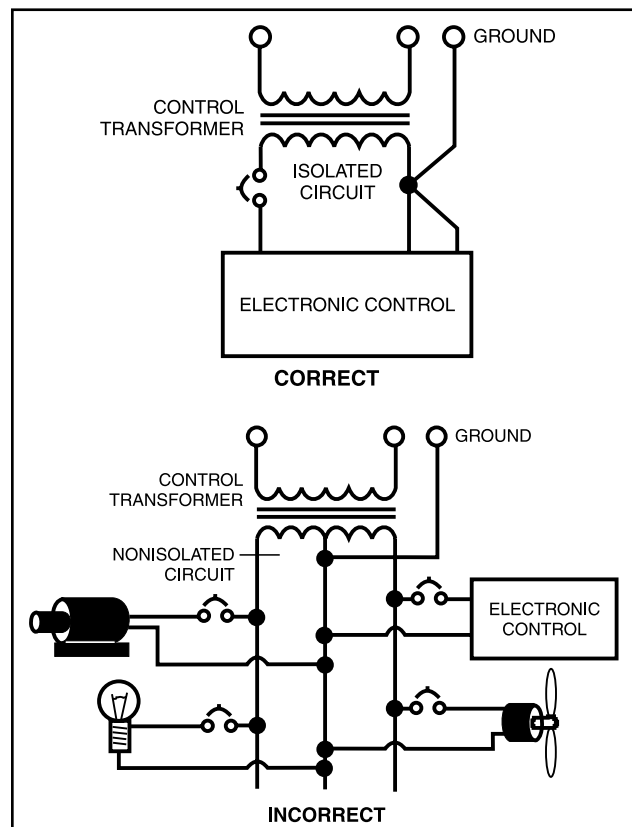 GROUND
CONTROL
TRANSFORMER
ISOLATED
CIRCUIT
ELECTRONIC CONTROL
CORRECT
GROUND
CONTROL
TRANSFORMER
NONISOLATED
CIRCUIT
ELECTRONIC
CONTROL
INCORRECT